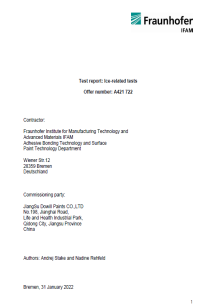 Fraunhofer
IFAM
Test report: Ice-related tests
Offer number: A421 722
Contractor:
Fraunhofer Institute for Manufacturing Technology and
Advanced Materials IFAM
Adhesive Bonding Technology and Surface
Paint Technology Department
Wiener Str.12
28359 Bremen
Deutschland
Commissioning party:
JiangSu Dowill Paints CO.,LTD
No.198, Jianghai Road,
Life and Health Industrial Park,
Qidong City, Jiangsu Province
China
Authors: Andrej Stake and Nadine Rehfeld
Bremen, 31 January 2022
1